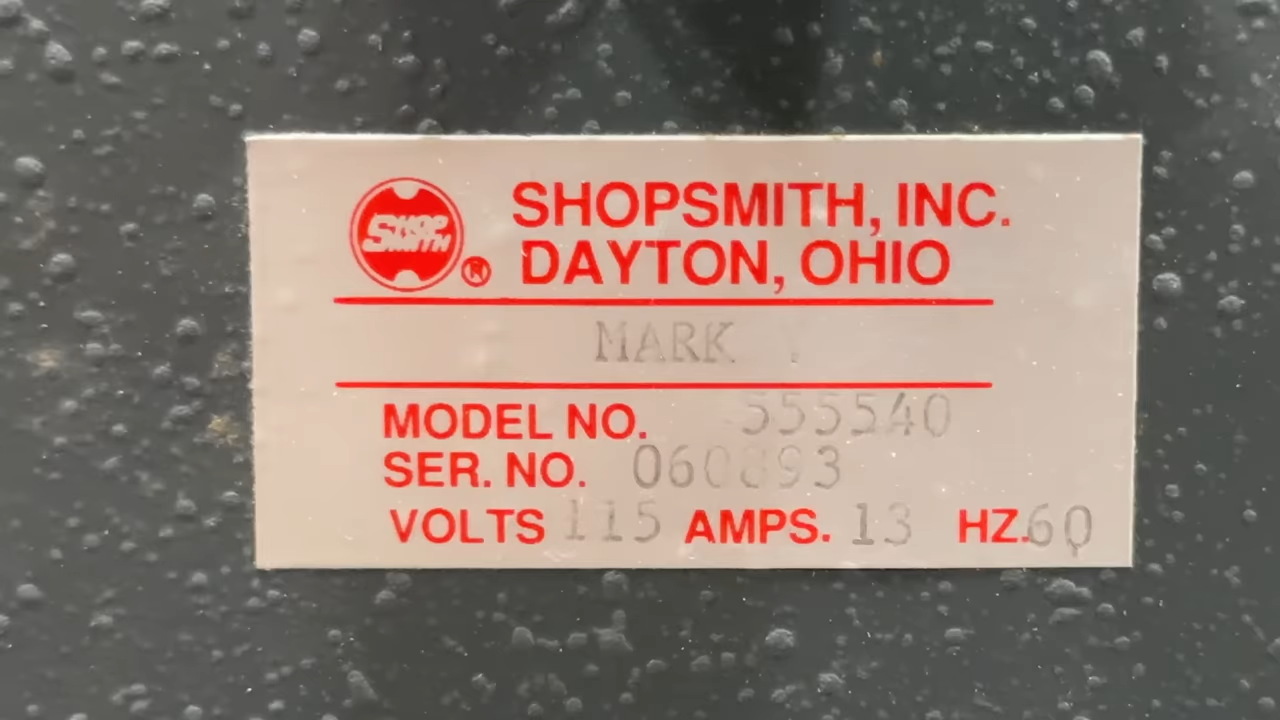 SHOP
SMITH
®
SHOPSMITH, INC.
DAYTON, OHIO
MARK V
MODEL NO. 555540
SER. NO.
VOLTS 115 AMPS. 13 HZ. 60